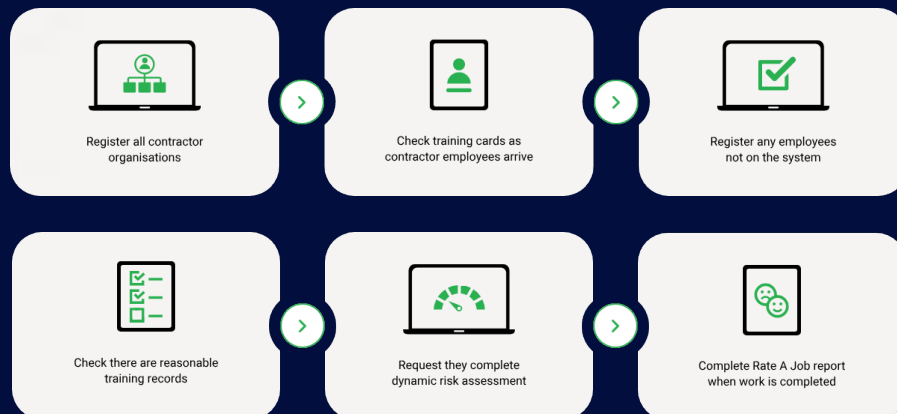 Register all contractor
organisations
Check training cards as
contractor employees arrive
Register any employees
not on the system
Check there are reasonable
training records
Request they complete
dynamic risk assessment
Complete Rate A Job report
when work is completed